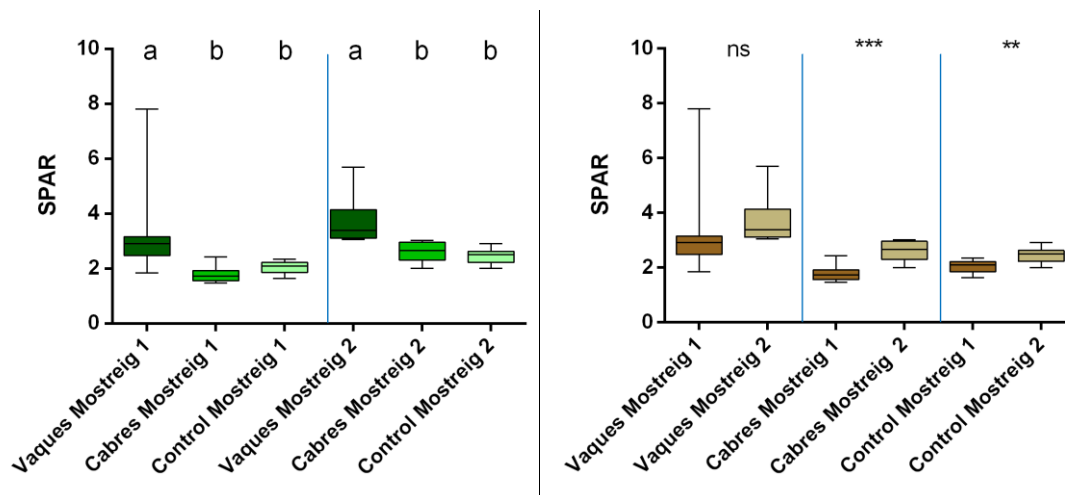 a b b a b b
10
8
6
4
2
0
SPAR
Vaques Mostreig 1
Cabres Mostreig 1
Control Mostreig 1
Vaques Mostreig 2
Cabres Mostreig 2
Control Mostreig 2
ns *** **
10
8
6
4
2
0
SPAR
Vaques Mostreig 1
Vaques Mostreig 2
Cabres Mostreig 1
Cabres Mostreig 2
Control Mostreig 1
Control Mostreig 2